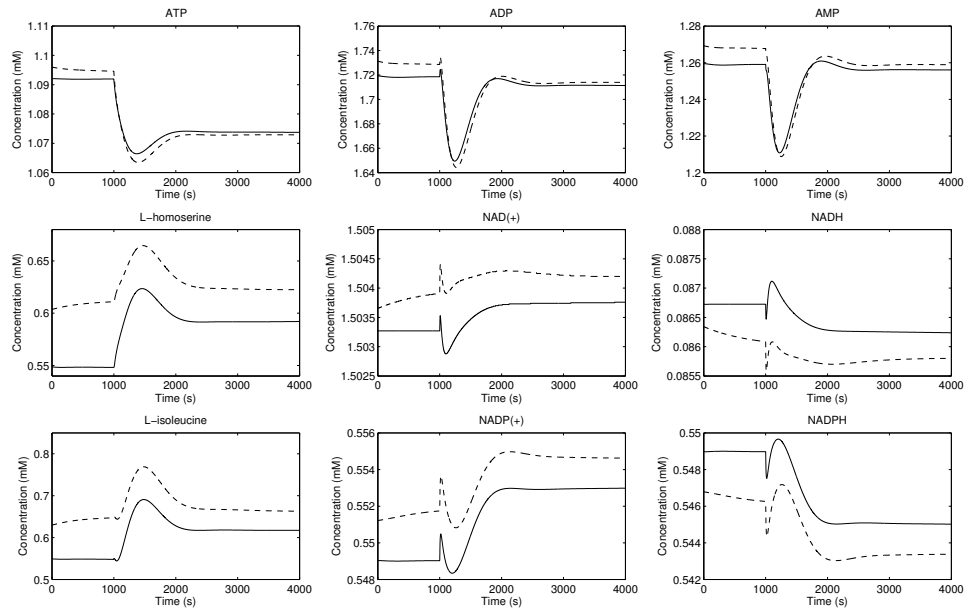 ATP
Concentration (mM)
1.11
1.1
1.09
1.08
1.07
1.06
0 1000 2000 3000 4000
Time (s)
ADP
Concentration (mM)
1.76
1.74
1.72
1.7
1.68
1.66
1.64
0 1000 2000 3000 4000
Time (s)
AMP
Concentration (mM)
1.28
1.26
1.24
1.22
1.2
0 1000 2000 3000 4000
Time (s)
L−homoserine
Concentration (mM)
0.65
0.6
0.55
0 1000 2000 3000 4000
Time (s)
NAD(+)
Concentration (mM)
1.505
1.504
1.503
1.5025
0 1000 2000 3000 4000
Time (s)
NADH
Concentration (mM)
0.088
0.087
0.086
0.0855
0 1000 2000 3000 4000
Time (s)
L−isoleucine
Concentration (mM)
0.8
0.7
0.6
0.5
0 1000 2000 3000 4000
Time (s)
NADP(+)
Concentration (mM)
0.556
0.554
0.552
0.55
0.548
0 1000 2000 3000 4000
Time (s)
NADPH
Concentration (mM)
0.55
0.548
0.546
0.544
0.542
0 1000 2000 3000 4000
Time (s)